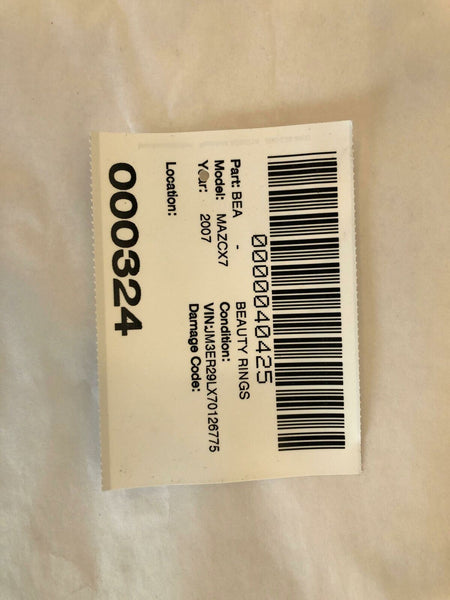 0000040425
Part: BEA - BEAUTY RINGS
Model: MAZCX7 Condition:
Year: 2007 VIN:JM3ER29LX70126775
Damage Code:
Location:
000324